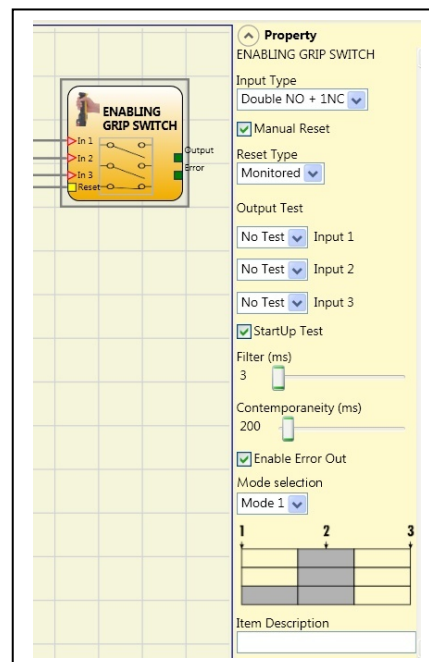 ENABLING
GRIP SWITCH
In 1
In 2
In 3
Reset
Output
Error
Property
ENABLING GRIP SWITCH
Input Type
Double NO + 1NC
Manual Reset
Reset Type
Monitored
Output Test
No Test Input 1
No Test Input 2
No Test Input 3
StartUp Test
Filter (ms)
3
Contemporaneity (ms)
200
Enable Error Out
Mode selection
Mode 1
1 2 3
Item Description